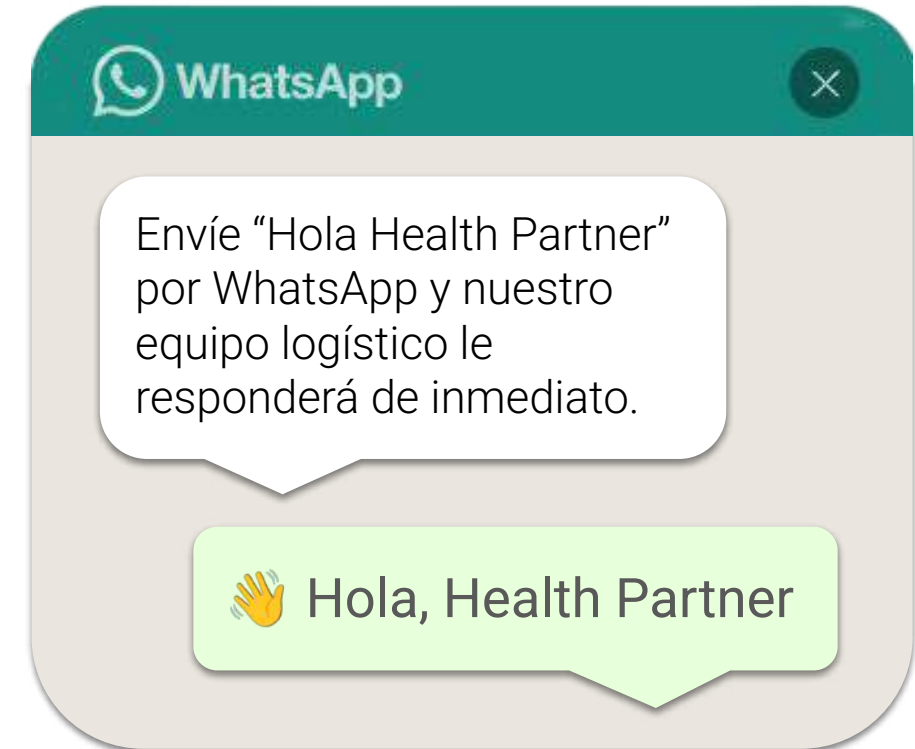 WhatsApp
Envíe “Hola Health Partner”
por WhatsApp y nuestro
equipo logístico le
responderá de inmediato.
👋 Hola, Health Partner